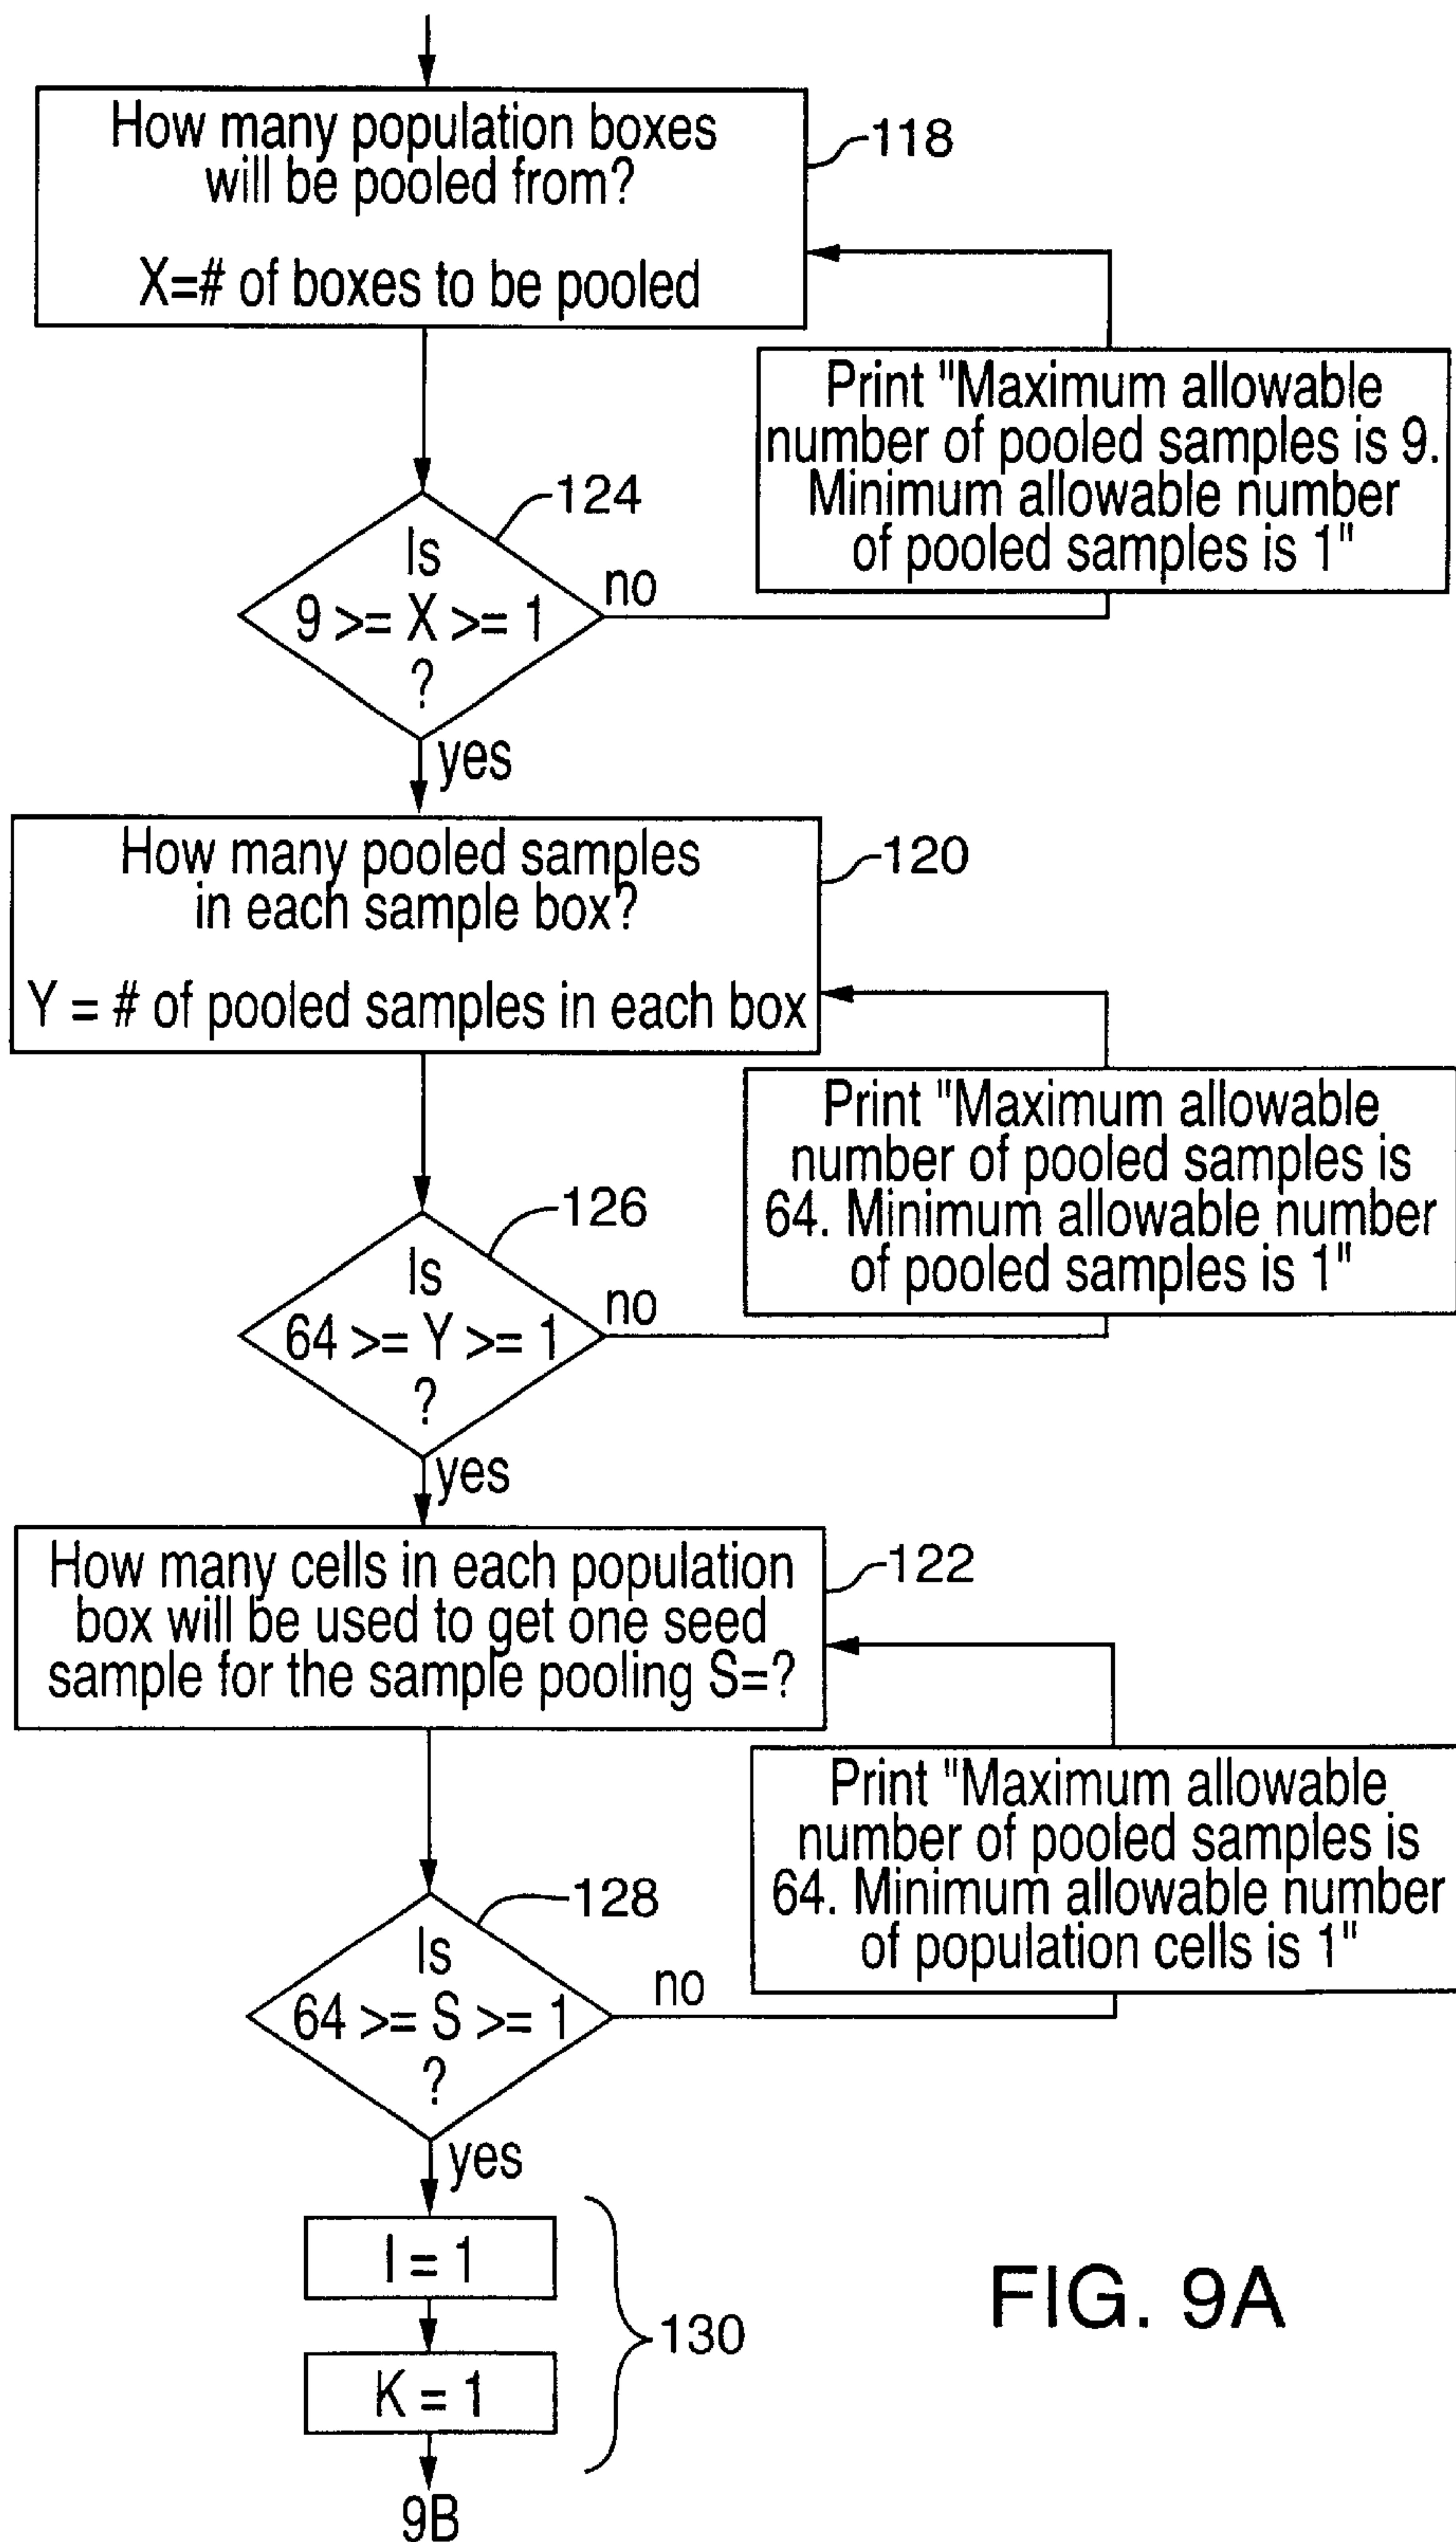 How many population boxes
will be pooled from?
X=# of boxes to be pooled
118
Print "Maximum allowable
number of pooled samples is 9.
Minimum allowable number
of pooled samples is 1"
124
Is
9 >= X >= 1
?
no
yes
How many pooled samples
in each sample box?
Y = # of pooled samples in each box
120
Print "Maximum allowable
number of pooled samples is
64. Minimum allowable number
of pooled samples is 1"
126
Is
64 >= Y >= 1
?
no
yes
How many cells in each population
box will be used to get one seed
sample for the sample pooling S=?
122
Print "Maximum allowable
number of pooled samples is
64. Minimum allowable number
of population cells is 1"
128
Is
64 >= S >= 1
?
no
yes
I = 1
K = 1
130
9B
FIG. 9A